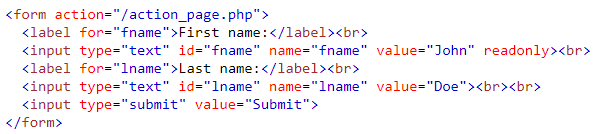 <form action="/action_page.php">
<label for="fname">First name:</label><br>
<input type="text" id="fname" name="fname" value="John" readonly><br>
<label for="lname">Last name:</label><br>
<input type="text" id="lname" name="lname" value="Doe"><br><br>
<input type="submit" value="Submit">
</form>